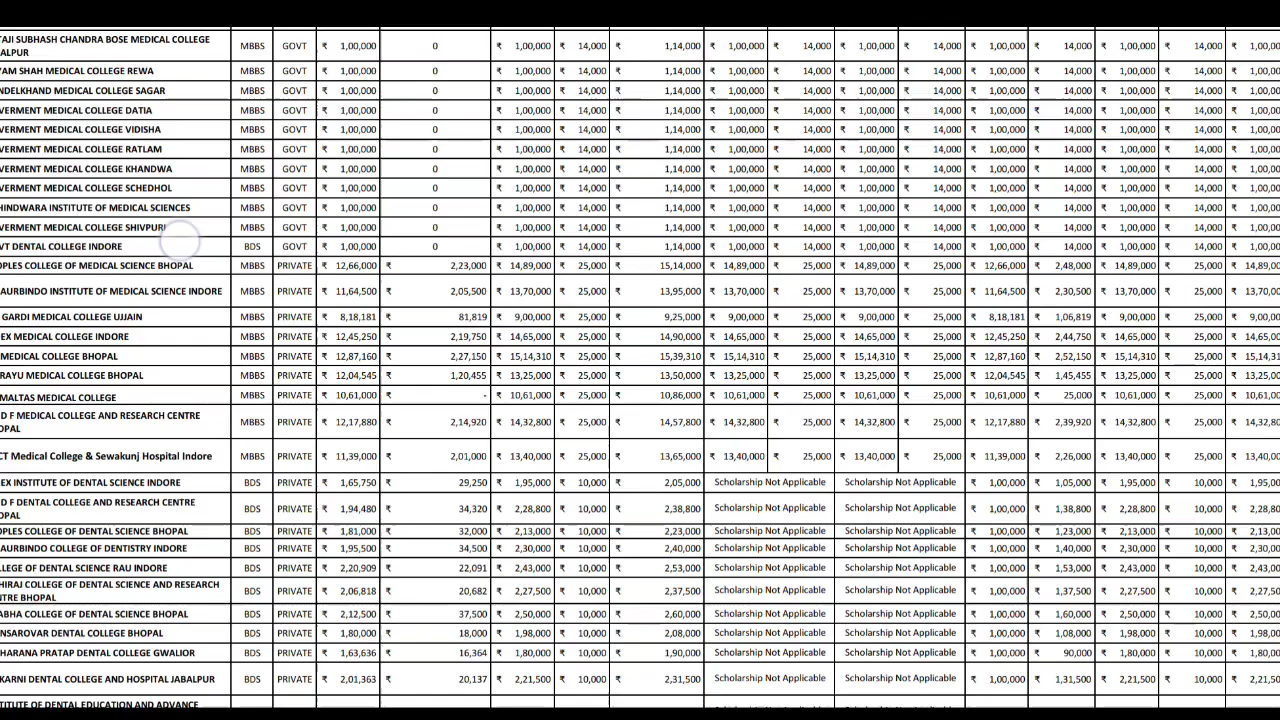 TAJI SUBHASH CHANDRA BOSE MEDICAL COLLEGE
ALPUR MBBS GOVT ₹ 1,00,000 0 ₹ 1,00,000 ₹ 14,000 ₹ 1,14,000 ₹ 1,00,000 ₹ 14,000 ₹ 1,00,000 ₹ 14,000 ₹ 1,00,000 ₹ 14,000 ₹ 1,00,000 ₹ 14,000 ₹ 1,00,00
YAM SHAH MEDICAL COLLEGE REWA MBBS GOVT ₹ 1,00,000 0 ₹ 1,00,000 ₹ 14,000 ₹ 1,14,000 ₹ 1,00,000 ₹ 14,000 ₹ 1,00,000 ₹ 14,000 ₹ 1,00,000 ₹ 14,000 ₹ 1,00,000 ₹ 14,000 ₹ 1,00,00
NDELKHAND MEDICAL COLLEGE SAGAR MBBS GOVT ₹ 1,00,000 0 ₹ 1,00,000 ₹ 14,000 ₹ 1,14,000 ₹ 1,00,000 ₹ 14,000 ₹ 1,00,000 ₹ 14,000 ₹ 1,00,000 ₹ 14,000 ₹ 1,00,000 ₹ 14,000 ₹ 1,00,00
VERMENT MEDICAL COLLEGE DATIA MBBS GOVT ₹ 1,00,000 0 ₹ 1,00,000 ₹ 14,000 ₹ 1,14,000 ₹ 1,00,000 ₹ 14,000 ₹ 1,00,000 ₹ 14,000 ₹ 1,00,000 ₹ 14,000 ₹ 1,00,000 ₹ 14,000 ₹ 1,00,00
VERMENT MEDICAL COLLEGE VIDISHA MBBS GOVT ₹ 1,00,000 0 ₹ 1,00,000 ₹ 14,000 ₹ 1,14,000 ₹ 1,00,000 ₹ 14,000 ₹ 1,00,000 ₹ 14,000 ₹ 1,00,000 ₹ 14,000 ₹ 1,00,000 ₹ 14,000 ₹ 1,00,00
VERMENT MEDICAL COLLEGE RATLAM MBBS GOVT ₹ 1,00,000 0 ₹ 1,00,000 ₹ 14,000 ₹ 1,14,000 ₹ 1,00,000 ₹ 14,000 ₹ 1,00,000 ₹ 14,000 ₹ 1,00,000 ₹ 14,000 ₹ 1,00,000 ₹ 14,000 ₹ 1,00,00
VERMENT MEDICAL COLLEGE KHANDWA MBBS GOVT ₹ 1,00,000 0 ₹ 1,00,000 ₹ 14,000 ₹ 1,14,000 ₹ 1,00,000 ₹ 14,000 ₹ 1,00,000 ₹ 14,000 ₹ 1,00,000 ₹ 14,000 ₹ 1,00,000 ₹ 14,000 ₹ 1,00,00
VERMENT MEDICAL COLLEGE SCHEDHOL MBBS GOVT ₹ 1,00,000 0 ₹ 1,00,000 ₹ 14,000 ₹ 1,14,000 ₹ 1,00,000 ₹ 14,000 ₹ 1,00,000 ₹ 14,000 ₹ 1,00,000 ₹ 14,000 ₹ 1,00,000 ₹ 14,000 ₹ 1,00,00
HINDWARA INSTITUTE OF MEDICAL SCIENCES MBBS GOVT ₹ 1,00,000 0 ₹ 1,00,000 ₹ 14,000 ₹ 1,14,000 ₹ 1,00,000 ₹ 14,000 ₹ 1,00,000 ₹ 14,000 ₹ 1,00,000 ₹ 14,000 ₹ 1,00,000 ₹ 14,000 ₹ 1,00,00
VERMENT MEDICAL COLLEGE SHIVPURI MBBS GOVT ₹ 1,00,000 0 ₹ 1,00,000 ₹ 14,000 ₹ 1,14,000 ₹ 1,00,000 ₹ 14,000 ₹ 1,00,000 ₹ 14,000 ₹ 1,00,000 ₹ 14,000 ₹ 1,00,000 ₹ 14,000 ₹ 1,00,00
VT DENTAL COLLEGE INDORE BDS GOVT ₹ 1,00,000 0 ₹ 1,00,000 ₹ 14,000 ₹ 1,14,000 ₹ 1,00,000 ₹ 14,000 ₹ 1,00,000 ₹ 14,000 ₹ 1,00,000 ₹ 14,000 ₹ 1,00,000 ₹ 14,000 ₹ 1,00,00
OPLES COLLEGE OF MEDICAL SCIENCE BHOPAL MBBS PRIVATE ₹ 12,66,000 ₹ 2,23,000 ₹ 14,89,000 ₹ 25,000 ₹ 15,14,000 ₹ 14,89,000 ₹ 25,000 ₹ 14,89,000 ₹ 25,000 ₹ 12,66,000 ₹ 2,48,000 ₹ 14,89,000 ₹ 25,000 ₹ 14,89,00
AURBINDO INSTITUTE OF MEDICAL SCIENCE INDORE MBBS PRIVATE ₹ 11,64,500 ₹ 2,05,500 ₹ 13,70,000 ₹ 25,000 ₹ 13,95,000 ₹ 13,70,000 ₹ 25,000 ₹ 13,70,000 ₹ 25,000 ₹ 11,64,500 ₹ 2,30,500 ₹ 13,70,000 ₹ 25,000 ₹ 13,70,00
GARDI MEDICAL COLLEGE UJJAIN MBBS PRIVATE ₹ 8,18,181 ₹ 81,819 ₹ 9,00,000 ₹ 25,000 ₹ 9,25,000 ₹ 9,00,000 ₹ 25,000 ₹ 9,00,000 ₹ 25,000 ₹ 8,18,181 ₹ 1,06,819 ₹ 9,00,000 ₹ 25,000 ₹ 9,00,00
EX MEDICAL COLLEGE INDORE MBBS PRIVATE ₹ 12,45,250 ₹ 2,19,750 ₹ 14,65,000 ₹ 25,000 ₹ 14,90,000 ₹ 14,65,000 ₹ 25,000 ₹ 14,65,000 ₹ 25,000 ₹ 12,45,250 ₹ 2,44,750 ₹ 14,65,000 ₹ 25,000 ₹ 14,65,00
MEDICAL COLLEGE BHOPAL MBBS PRIVATE ₹ 12,87,160 ₹ 2,27,150 ₹ 15,14,310 ₹ 25,000 ₹ 15,39,310 ₹ 15,14,310 ₹ 25,000 ₹ 15,14,310 ₹ 25,000 ₹ 12,87,160 ₹ 2,52,150 ₹ 15,14,310 ₹ 25,000 ₹ 15,14,31
RAYU MEDICAL COLLEGE BHOPAL MBBS PRIVATE ₹ 12,04,545 ₹ 1,20,455 ₹ 13,25,000 ₹ 25,000 ₹ 13,50,000 ₹ 13,25,000 ₹ 25,000 ₹ 13,25,000 ₹ 25,000 ₹ 12,04,545 ₹ 1,45,455 ₹ 13,25,000 ₹ 25,000 ₹ 13,25,00
MALTAS MEDICAL COLLEGE MBBS PRIVATE ₹ 10,61,000 ₹ - ₹ 10,61,000 ₹ 25,000 ₹ 10,86,000 ₹ 10,61,000 ₹ 25,000 ₹ 10,61,000 ₹ 25,000 ₹ 10,61,000 ₹ 25,000 ₹ 10,61,000 ₹ 25,000 ₹ 10,61,00
D F MEDICAL COLLEGE AND RESEARCH CENTRE
OPAL MBBS PRIVATE ₹ 12,17,880 ₹ 2,14,920 ₹ 14,32,800 ₹ 25,000 ₹ 14,57,800 ₹ 14,32,800 ₹ 25,000 ₹ 14,32,800 ₹ 25,000 ₹ 12,17,880 ₹ 2,39,920 ₹ 14,32,800 ₹ 25,000 ₹ 14,32,80
CT Medical College & Sewakunj Hospital Indore MBBS PRIVATE ₹ 11,39,000 ₹ 2,01,000 ₹ 13,40,000 ₹ 25,000 ₹ 13,65,000 ₹ 13,40,000 ₹ 25,000 ₹ 13,40,000 ₹ 25,000 ₹ 11,39,000 ₹ 2,26,000 ₹ 13,40,000 ₹ 25,000 ₹ 13,40,00
EX INSTITUTE OF DENTAL SCIENCE INDORE BDS PRIVATE ₹ 1,65,750 ₹ 29,250 ₹ 1,95,000 ₹ 10,000 ₹ 2,05,000 Scholarship Not Applicable Scholarship Not Applicable ₹ 1,00,000 ₹ 1,05,000 ₹ 1,95,000 ₹ 10,000 ₹ 1,95,00
D F DENTAL COLLEGE AND RESEARCH CENTRE
OPAL BDS PRIVATE ₹ 1,94,480 ₹ 34,320 ₹ 2,28,800 ₹ 10,000 ₹ 2,38,800 Scholarship Not Applicable Scholarship Not Applicable ₹ 1,00,000 ₹ 1,38,800 ₹ 2,28,800 ₹ 10,000 ₹ 2,28,80
OPLES COLLEGE OF DENTAL SCIENCE BHOPAL BDS PRIVATE ₹ 1,81,000 ₹ 32,000 ₹ 2,13,000 ₹ 10,000 ₹ 2,23,000 Scholarship Not Applicable Scholarship Not Applicable ₹ 1,00,000 ₹ 1,23,000 ₹ 2,13,000 ₹ 10,000 ₹ 2,13,00
AURBINDO COLLEGE OF DENTISTRY INDORE BDS PRIVATE ₹ 1,95,500 ₹ 34,500 ₹ 2,30,000 ₹ 10,000 ₹ 2,40,000 Scholarship Not Applicable Scholarship Not Applicable ₹ 1,00,000 ₹ 1,40,000 ₹ 2,30,000 ₹ 10,000 ₹ 2,30,00
LLEGE OF DENTAL SCIENCE RAU INDORE BDS PRIVATE ₹ 2,20,909 ₹ 22,091 ₹ 2,43,000 ₹ 10,000 ₹ 2,53,000 Scholarship Not Applicable Scholarship Not Applicable ₹ 1,00,000 ₹ 1,53,000 ₹ 2,43,000 ₹ 10,000 ₹ 2,43,00
HIRAJ COLLEGE OF DENTAL SCIENCE AND RESEARCH
NTRE BHOPAL BDS PRIVATE ₹ 2,06,818 ₹ 20,682 ₹ 2,27,500 ₹ 10,000 ₹ 2,37,500 Scholarship Not Applicable Scholarship Not Applicable ₹ 1,00,000 ₹ 1,37,500 ₹ 2,27,500 ₹ 10,000 ₹ 2,27,50
ABHA COLLEGE OF DENTAL SCIENCE BHOPAL BDS PRIVATE ₹ 2,12,500 ₹ 37,500 ₹ 2,50,000 ₹ 10,000 ₹ 2,60,000 Scholarship Not Applicable Scholarship Not Applicable ₹ 1,00,000 ₹ 1,60,000 ₹ 2,50,000 ₹ 10,000 ₹ 2,50,00
NSAROVAR DENTAL COLLEGE BHOPAL BDS PRIVATE ₹ 1,80,000 ₹ 18,000 ₹ 1,98,000 ₹ 10,000 ₹ 2,08,000 Scholarship Not Applicable Scholarship Not Applicable ₹ 1,00,000 ₹ 1,08,000 ₹ 1,98,000 ₹ 10,000 ₹ 1,98,00
HARANA PRATAP DENTAL COLLEGE GWALIOR BDS PRIVATE ₹ 1,63,636 ₹ 16,364 ₹ 1,80,000 ₹ 10,000 ₹ 1,90,000 Scholarship Not Applicable Scholarship Not Applicable ₹ 1,00,000 ₹ 90,000 ₹ 1,80,000 ₹ 10,000 ₹ 1,80,00
KARNI DENTAL COLLEGE AND HOSPITAL JABALPUR BDS PRIVATE ₹ 2,01,363 ₹ 20,137 ₹ 2,21,500 ₹ 10,000 ₹ 2,31,500 Scholarship Not Applicable Scholarship Not Applicable ₹ 1,00,000 ₹ 1,31,500 ₹ 2,21,500 ₹ 10,000 ₹ 2,21,50
TITUTE OF DENTAL EDUCATION AND ADVANCE